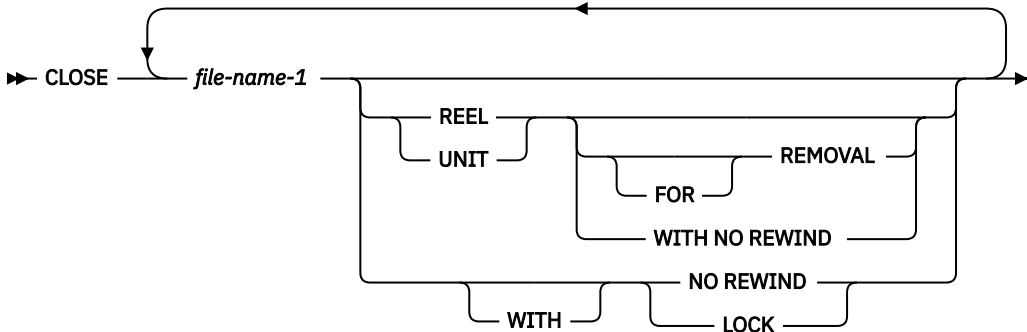 CLOSE file-name-1
REEL
UNIT
REMOVAL
FOR
WITH NO REWIND
NO REWIND
WITH
LOCK